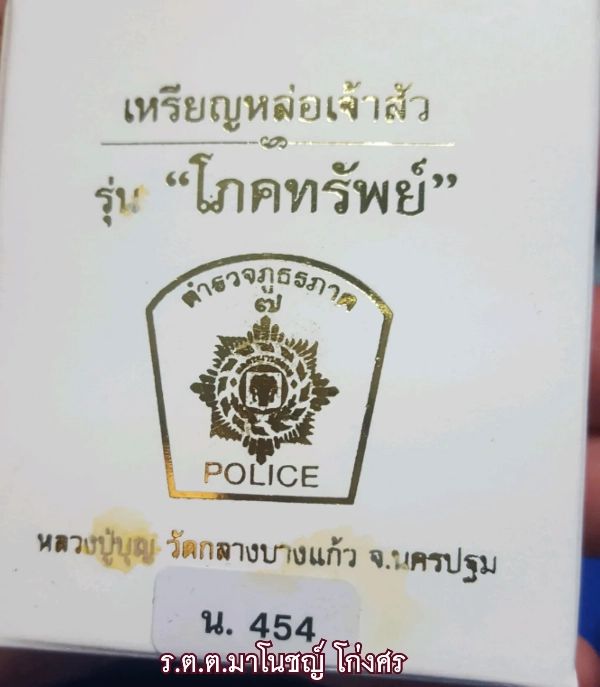 เหรียญหล่อเจ้าสัว
รุ่น “โภคทรัพย์”
ตำรวจภูธรภาค
๗
POLICE
หลวงปู่บุญ วัดกลางบางแก้ว จ.นครปฐม
น. 454
ร.ต.ต.มาโนชญ์ โก่งศร